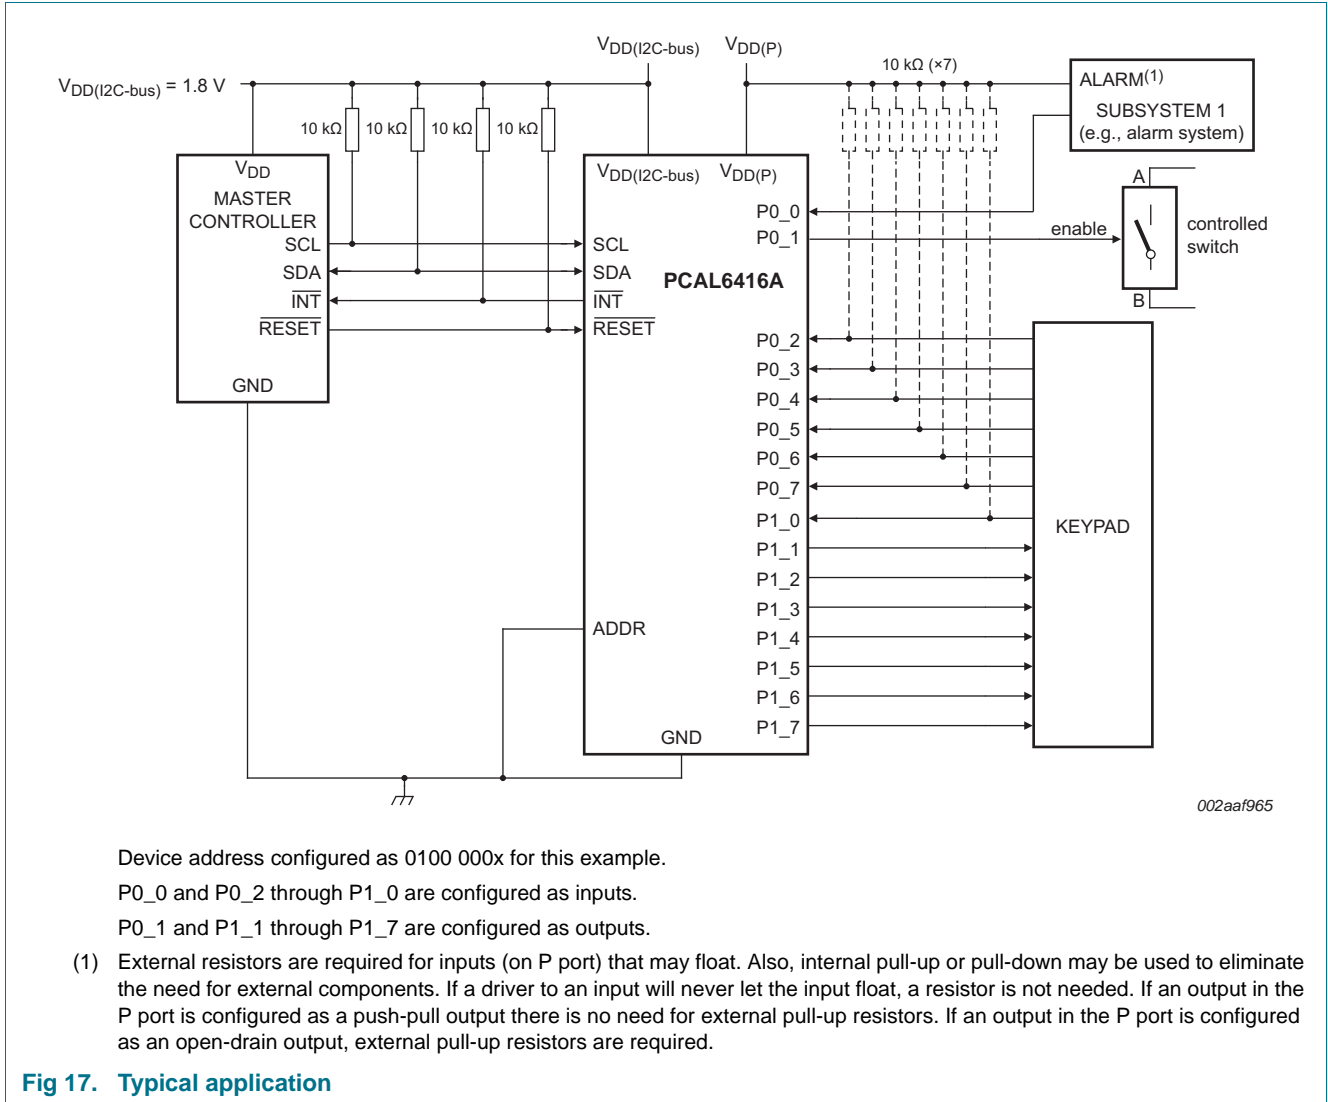 VDD(I2C-bus) VDD(P)
VDD(I2C-bus) = 1.8 V
10 kΩ (×7)
ALARM(1)
SUBSYSTEM 1
(e.g., alarm system)
10 kΩ 10 kΩ 10 kΩ 10 kΩ
VDD
MASTER
CONTROLLER
SCL
SDA
INT
RESET
GND
VDD(I2C-bus) VDD(P)
SCL
SDA
INT
RESET
PCAL6416A
ADDR
GND
P0_0
P0_1
P0_2
P0_3
P0_4
P0_5
P0_6
P0_7
P1_0
P1_1
P1_2
P1_3
P1_4
P1_5
P1_6
P1_7
enable
A
B
controlled
switch
KEYPAD
002aaf965
Device address configured as 0100 000x for this example.
P0_0 and P0_2 through P1_0 are configured as inputs.
P0_1 and P1_1 through P1_7 are configured as outputs.
(1) External resistors are required for inputs (on P port) that may float. Also, internal pull-up or pull-down may be used to eliminate
the need for external components. If a driver to an input will never let the input float, a resistor is not needed. If an output in the
P port is configured as a push-pull output there is no need for external pull-up resistors. If an output in the P port is configured
as an open-drain output, external pull-up resistors are required.
Fig 17. Typical application